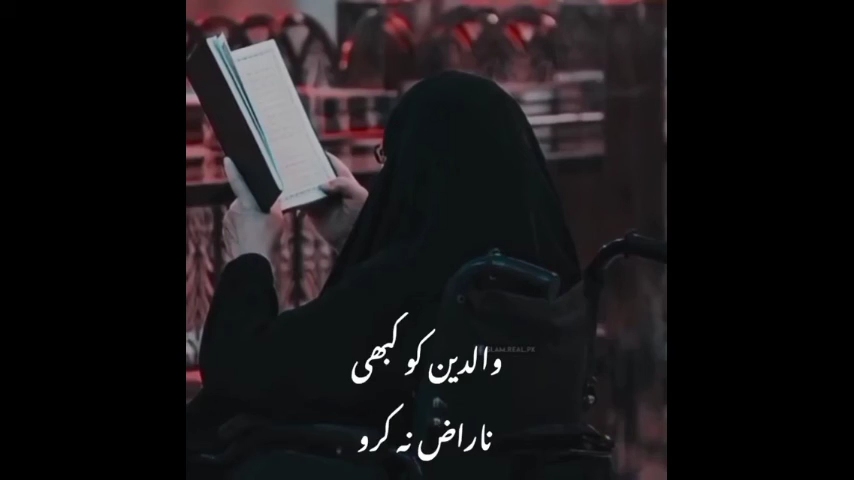 والدین کو کبھی
ناراض نہ کرو